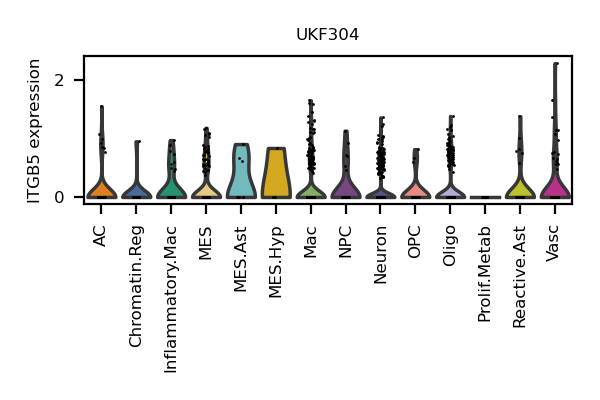 UKF304
ITGB5 expression
2
0
AC
Chromatin.Reg
Inflammatory.Mac
MES
MES.Ast
MES.Hyp
Mac
NPC
Neuron
OPC
Oligo
Prolif.Metab
Reactive.Ast
Vasc